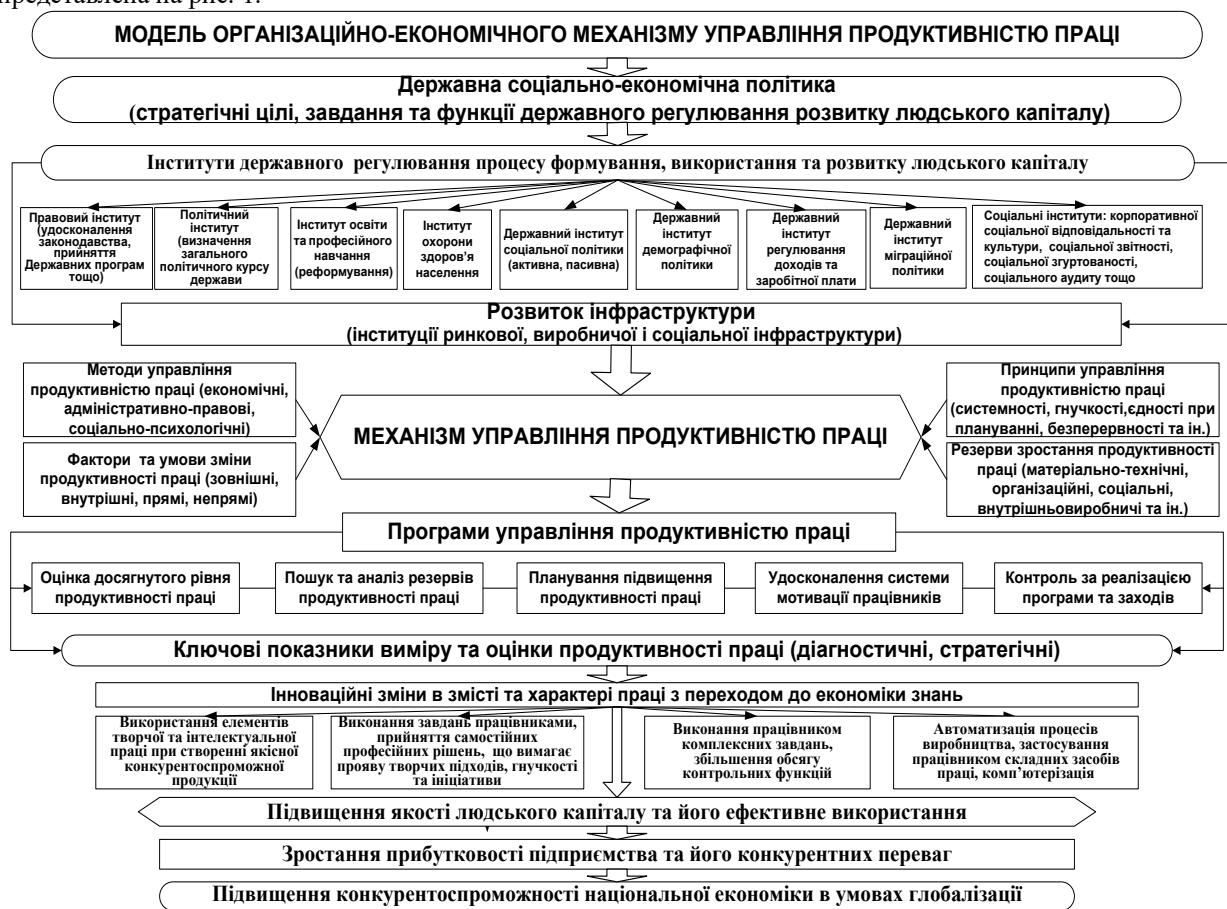 представлена на рис. 1.
МОДЕЛЬ ОРГАНІЗАЦІЙНО-ЕКОНОМІЧНОГО МЕХАНІЗМУ УПРАВЛІННЯ ПРОДУКТИВНІСТЮ ПРАЦІ
Державна соціально-економічна політика
(стратегічні цілі, завдання та функції державного регулювання розвитку людського капіталу)
Інститути державного регулювання процесу формування, використання та розвитку людського капіталу
Правовий інститут
(удосконалення
законодавства,
прийняття
Державних програм
тощо)
Політичний
інститут
(визначення
загального
політичного курсу
держави
Інститут освіти
та професійного
навчання
(реформування)
Інститут
охорони
здоров'я
населення
Державний інститут
соціальної політики
(активна, пасивна)
Державний
інститут
демографічної
політики
Державний
інститут
регулювання
доходів та
заробітної плати
Державний
інститут
міграційної
політики
Соціальні інститути: корпоративної
соціальної відповідальності та
культури, соціальної звітності,
соціальної згуртованості,
соціального аудиту тощо
Розвиток інфраструктури
(інституції ринкової, виробничої і соціальної інфраструктури)
Методи управління
продуктивністю праці (економічні,
адміністративно-правові,
соціально-психологічні)
Фактори та умови зміни
продуктивності праці (зовнішні,
внутрішні, прямі, непрямі)
МЕХАНІЗМ УПРАВЛІННЯ ПРОДУКТИВНІСТЮ ПРАЦІ
Принципи управління
продуктивністю праці
(системності, гнучкості,єдності при
плануванні, безперервності та ін.)
Резерви зростання продуктивності
праці (матеріально-технічні,
організаційні, соціальні,
внутрішньовиробничі та ін.)
Програми управління продуктивністю праці
Оцінка досягнутого рівня
продуктивності праці
Пошук та аналіз резервів
продуктивності праці
Планування підвищення
продуктивності праці
Удосконалення системи
мотивації працівників
Контроль за реалізацією
програми та заходів
Ключові показники виміру та оцінки продуктивності праці (діагностичні, стратегічні)
Інноваційні зміни в змісті та характері праці з переходом до економіки знань
Використання елементів
творчої та інтелектуальної
праці при створенні якісної
конкурентоспроможної
продукції
Виконання завдань працівниками,
прийняття самостійних
професійних рішень, що вимагає
прояву творчих підходів, гнучкості
та ініціативи
Виконання працівником
комплексних завдань,
збільшення обсягу
контрольних функцій
Автоматизація процесів
виробництва, застосування
працівником складних засобів
праці, комп'ютерізація
Підвищення якості людського капіталу та його ефективне використання
Зростання прибутковості підприємства та його конкурентних переваг
Підвищення конкурентоспроможності національної економіки в умовах глобалізації